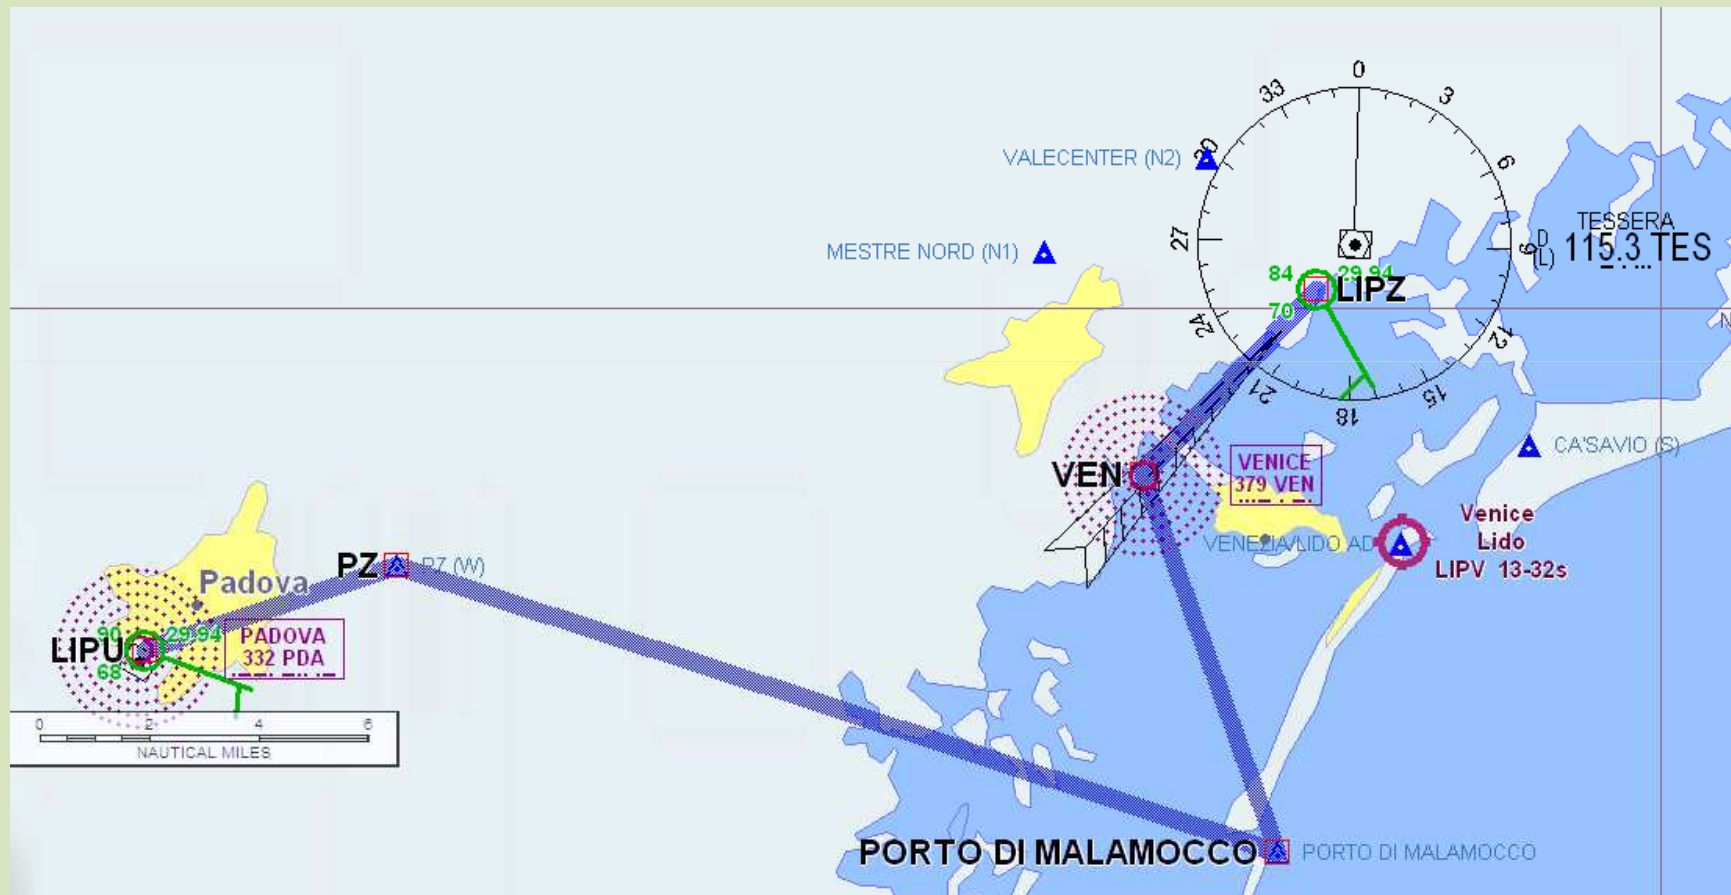 0
33
3
VALECENTER (N2)
30
6
TESSERA
MESTRE NORD (N1)
27
9
D
(L)
115.3 TES
84
29.94
LIPZ
70
24
12
N
21
15
18
CA'SAVIO (S)
VEN
VENICE
379 VEN
Venice
Lido
LIPV 13-32s
VENEZIA/LIDO AD
PZ
PZ (W)
Padova
90
29.94
LIPU
68
PADOVA
332 PDA
0
2
4
6
NAUTICAL MILES
PORTO DI MALAMOCCO
PORTO DI MALAMOCCO